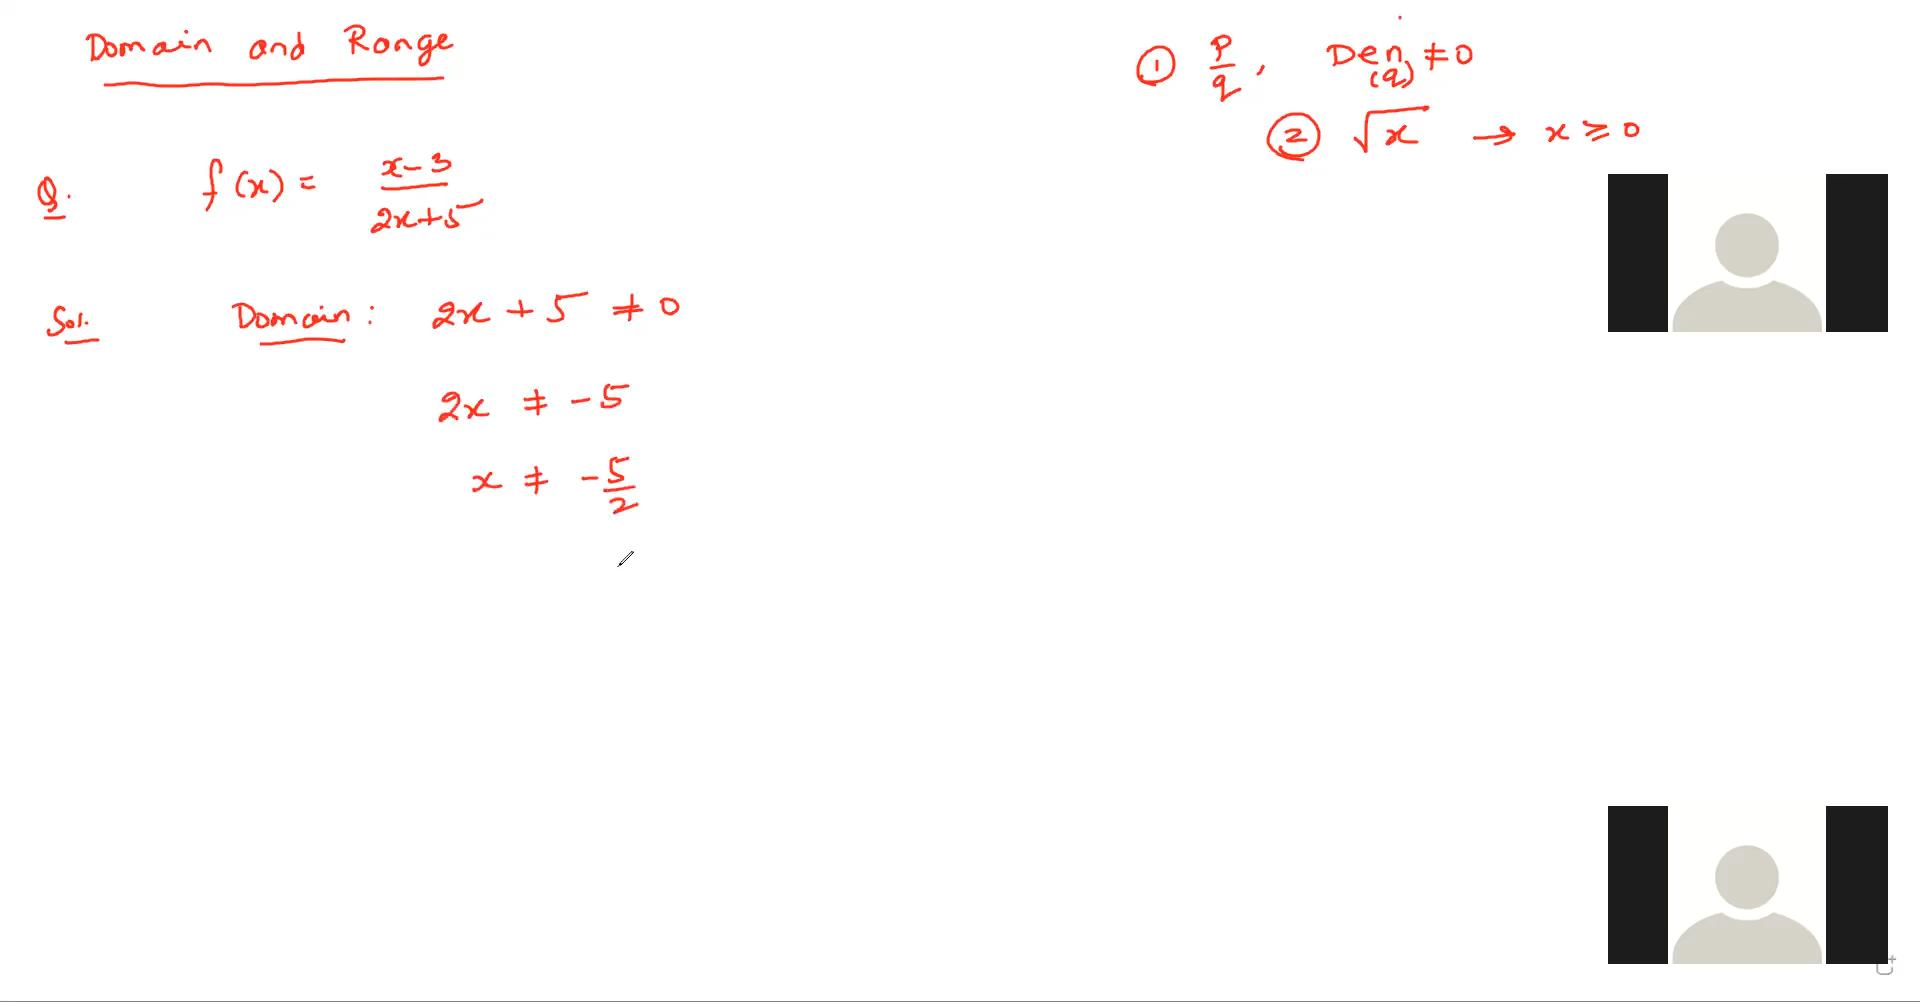 Domain and Range
① p/q, Den (q) ≠ 0
② √x → x ≥ 0
Q. f(x) = (x-3)/(2x+5)
Sol. Domain: 2x + 5 ≠ 0
2x ≠ -5
x ≠ -5/2